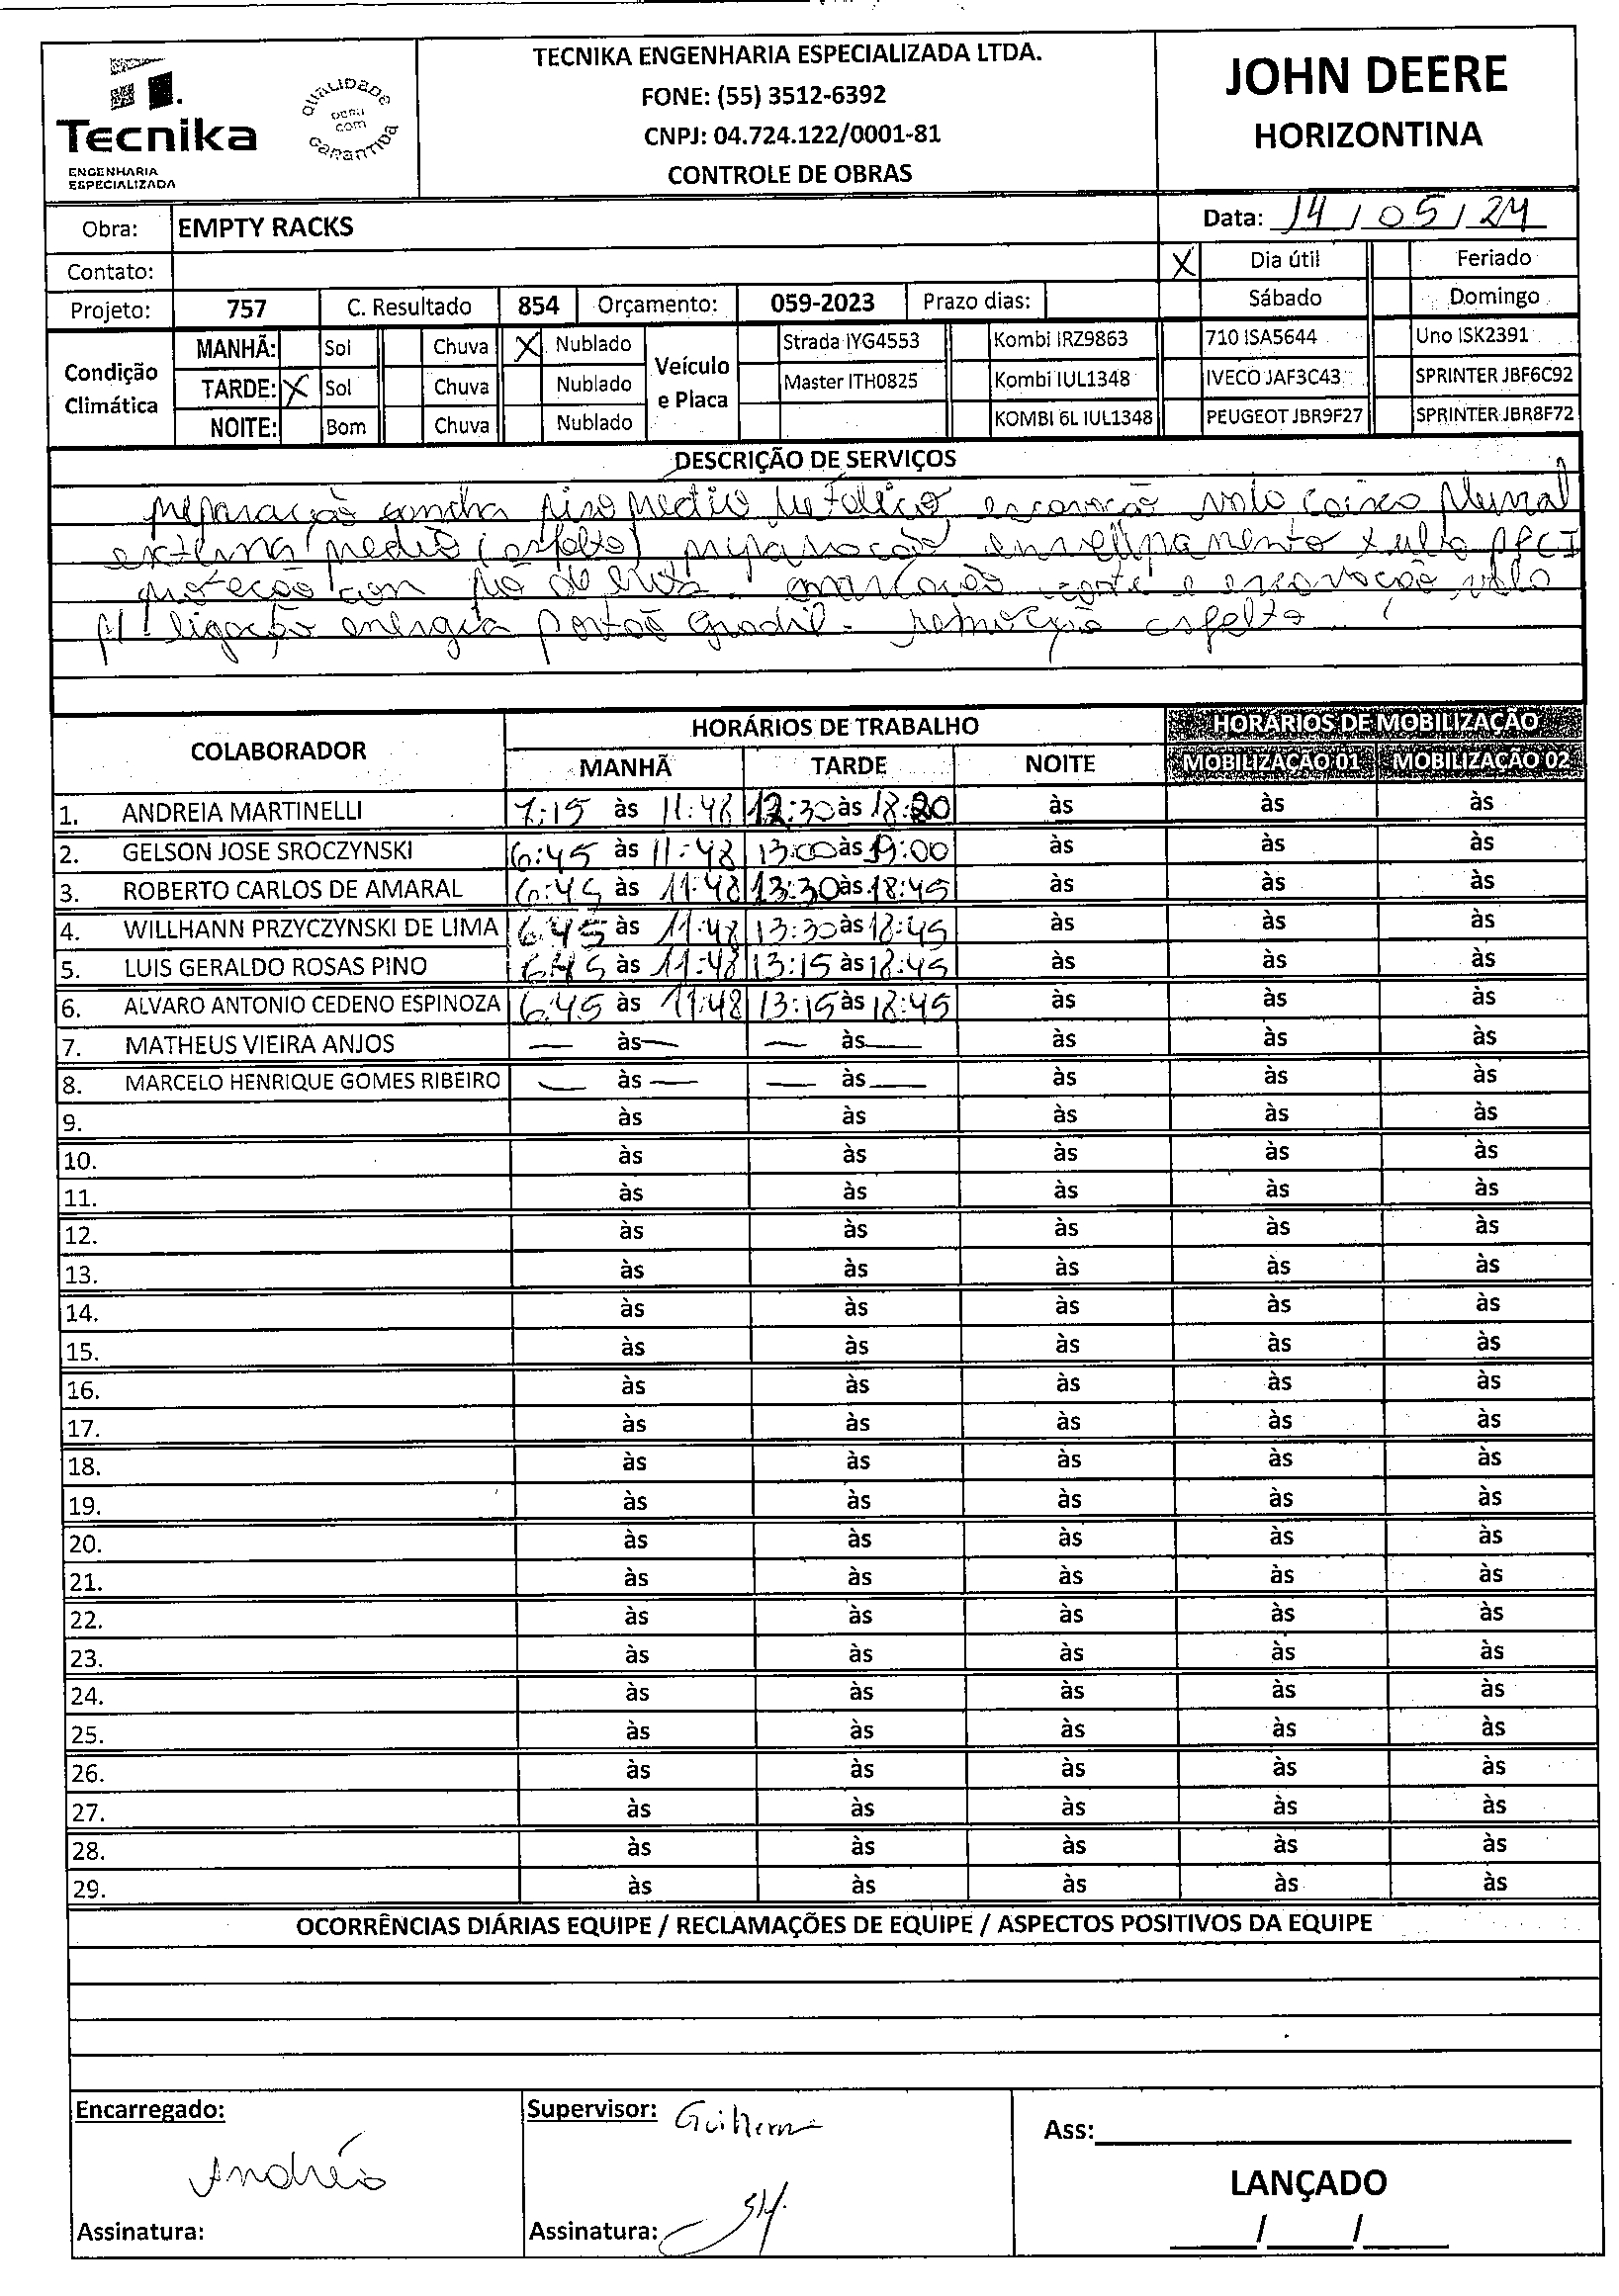 TECNIKA ENGENHARIA ESPECIALIZADA LTDA.
FONE: (55) 3512-6392
CNPJ: 04.724.122/0001-81
CONTROLE DE OBRAS
Tecnika
ENGENHARIA
ESPECIALIZADA
QUALIDADE
COM
GARANTIDA
JOHN DEERE
HORIZONTINA
Obra: EMPTY RACKS
Data: 14/05/24
Contato:
X Dia útil Feriado
Projeto: 757 C. Resultado 854 Orçamento: 059-2023 Prazo dias: Sábado Domingo
Condição Climática
MANHÃ: Sol Chuva X Nublado
TARDE: X Sol Chuva Nublado
NOITE: Bom Chuva Nublado
Veículo e Placa
Strada IYG4553 Kombi IRZ9863 710 ISA5644 Uno ISK2391
Master ITH0825 Kombi IUL1348 IVECO JAF3C43 SPRINTER JBF6C92
KOMBI 6L IUL1348 PEUGEOT JBR9F27 SPRINTER JBR8F72
DESCRIÇÃO DE SERVIÇOS
preparação cancha piso escavação valo caixa pluvial
externa (asfalto) preparação envelopamento tubo PPCI
proteção com pó de brita. marcação corte e escavação valo
p/ ligação energia portão Gradil. remoção asfalto.
COLABORADOR HORÁRIOS DE TRABALHO HORÁRIOS DE MOBILIZAÇÃO
MANHÃ TARDE NOITE MOBILIZAÇÃO 01 MOBILIZAÇÃO 02
1. ANDREIA MARTINELLI 7:15 às 11:48 12:30 às 18:20 às às às
2. GELSON JOSE SROCZYNSKI 6:45 às 11:48 13:00 às 19:00 às às às
3. ROBERTO CARLOS DE AMARAL 6:45 às 11:48 13:30 às 18:45 às às às
4. WILLHANN PRZYCZYNSKI DE LIMA 6:45 às 11:48 13:30 às 18:45 às às às
5. LUIS GERALDO ROSAS PINO 6:45 às 11:48 13:15 às 18:45 às às às
6. ALVARO ANTONIO CEDENO ESPINOZA 6:45 às 11:48 13:15 às 18:45 às às às
7. MATHEUS VIEIRA ANJOS — às — — às — às às às
8. MARCELO HENRIQUE GOMES RIBEIRO — às — — às — às às às
9. às às às às às
10. às às às às às
11. às às às às às
12. às às às às às
13. às às às às às
14. às às às às às
15. às às às às às
16. às às às às às
17. às às às às às
18. às às às às às
19. às às às às às
20. às às às às às
21. às às às às às
22. às às às às às
23. às às às às às
24. às às às às às
25. às às às às às
26. às às às às às
27. às às às às às
28. às às às às às
29. às às às às às
OCORRÊNCIAS DIÁRIAS EQUIPE / RECLAMAÇÕES DE EQUIPE / ASPECTOS POSITIVOS DA EQUIPE
Encarregado: Supervisor: Guilherme
Andréia
Ass:
LANÇADO
Assinatura: Assinatura:
/ /